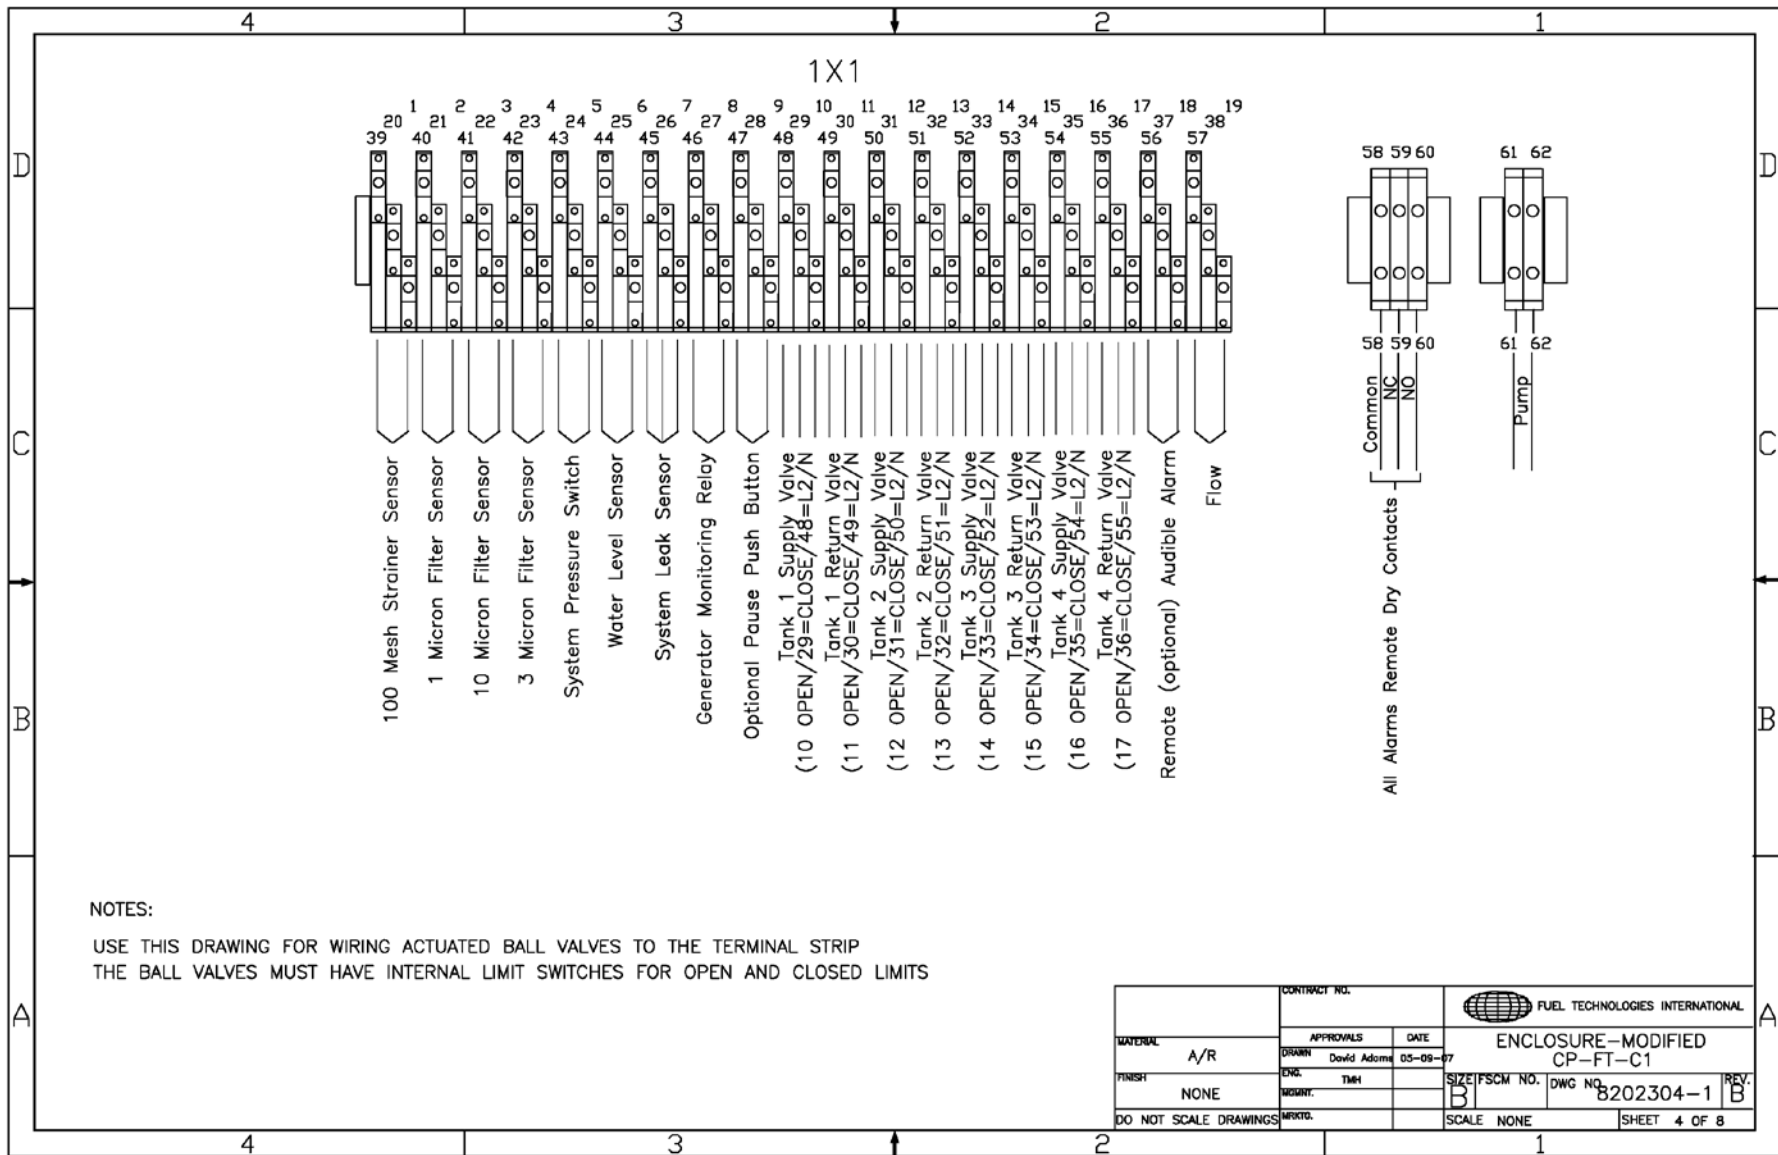 4 3 2 1
1X1
1 2 3 4 5 6 7 8 9 10 11 12 13 14 15 16 17 18 19
20 21 22 23 24 25 26 27 28 29 30 31 32 33 34 35 36 37 38
39 40 41 42 43 44 45 46 47 48 49 50 51 52 53 54 55 56 57
58 59 60 61 62
D D
58 59 60 61 62
Common
NC
NO
Pump
C C
100 Mesh Strainer Sensor
1 Micron Filter Sensor
10 Micron Filter Sensor
3 Micron Filter Sensor
System Pressure Switch
Water Level Sensor
System Leak Sensor
Generator Monitoring Relay
Optional Pause Push Button
Tank 1 Supply Valve
(10 OPEN/29=CLOSE/48=L2/N
Tank 1 Return Valve
(11 OPEN/30=CLOSE/49=L2/N
Tank 2 Supply Valve
(12 OPEN/31=CLOSE/50=L2/N
Tank 2 Return Valve
(13 OPEN/32=CLOSE/51=L2/N
Tank 3 Supply Valve
(14 OPEN/33=CLOSE/52=L2/N
Tank 3 Return Valve
(15 OPEN/34=CLOSE/53=L2/N
Tank 4 Supply Valve
(16 OPEN/35=CLOSE/54=L2/N
Tank 4 Return Valve
(17 OPEN/36=CLOSE/55=L2/N
Remote (optional) Audible Alarm
Flow
All Alarms Remote Dry Contacts
B B
NOTES:
USE THIS DRAWING FOR WIRING ACTUATED BALL VALVES TO THE TERMINAL STRIP
THE BALL VALVES MUST HAVE INTERNAL LIMIT SWITCHES FOR OPEN AND CLOSED LIMITS
A A
CONTRACT NO.
FUEL TECHNOLOGIES INTERNATIONAL
MATERIAL
A/R
APPROVALS DATE
DRAWN David Adams 05-09-07
ENCLOSURE-MODIFIED
CP-FT-C1
FINISH
NONE
ENG. TMH
MGMNT.
SIZE B FSCM NO. DWG NO. 8202304-1 REV. B
DO NOT SCALE DRAWINGS
MRKTG.
SCALE NONE
SHEET 4 OF 8
4 3 2 1